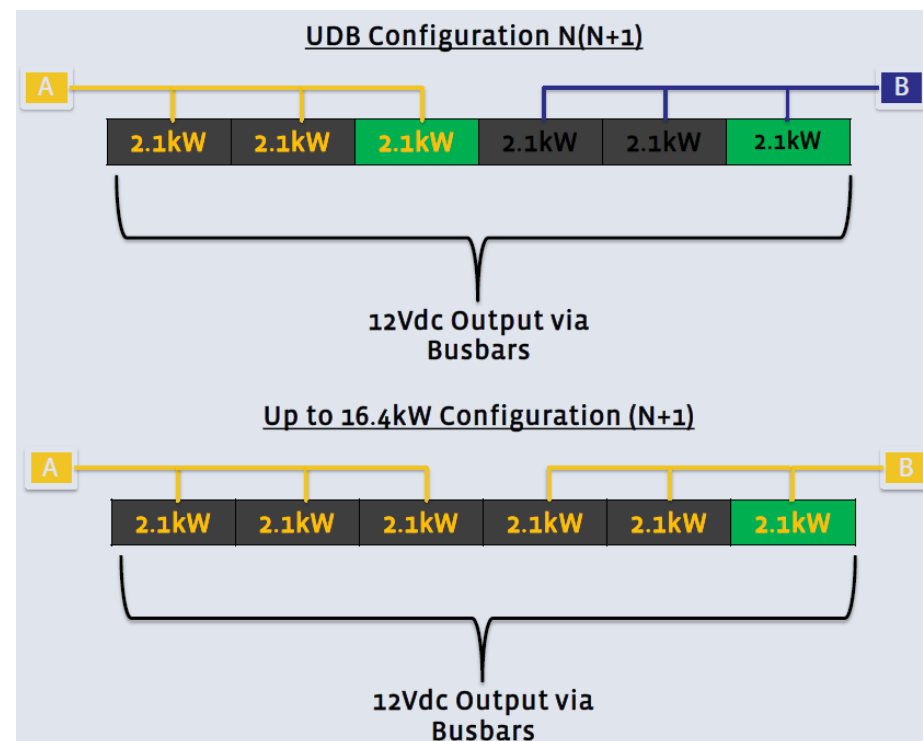 UDB Configuration N(N+1)
A
B
2.1kW 2.1kW 2.1kW 2.1kW 2.1kW 2.1kW
12Vdc Output via
Busbars
Up to 16.4kW Configuration (N+1)
A
B
2.1kW 2.1kW 2.1kW 2.1kW 2.1kW 2.1kW
12Vdc Output via
Busbars